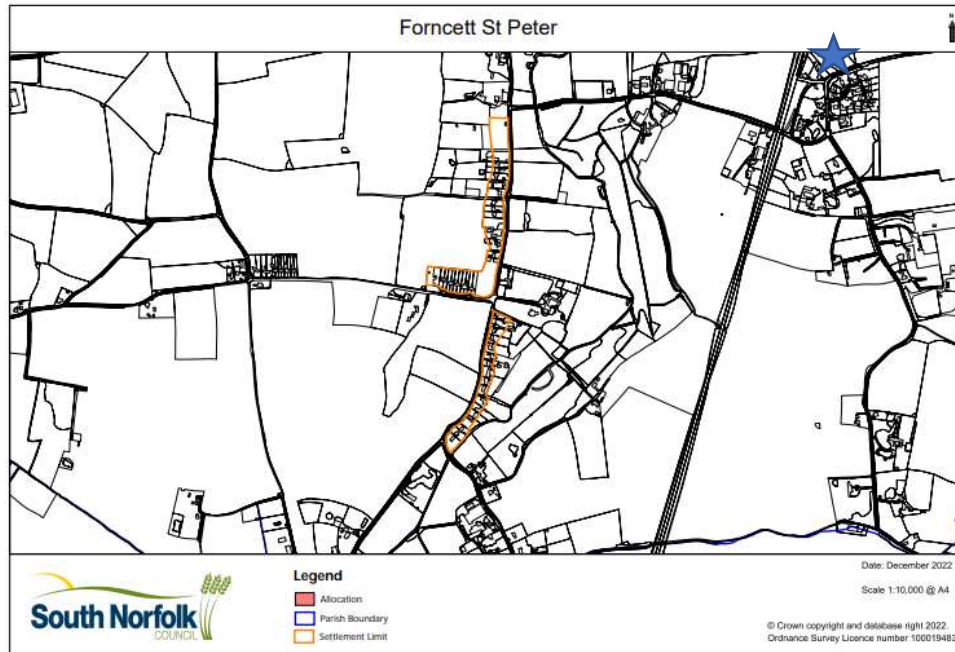 Forncett St Peter
N
South Norfolk
COUNCIL
Legend
Allocation
Parish Boundary
Settlement Limit
Date: December 2022
Scale 1:10,000 @ A4
© Crown copyright and database right 2022.
Ordnance Survey Licence number 100019483